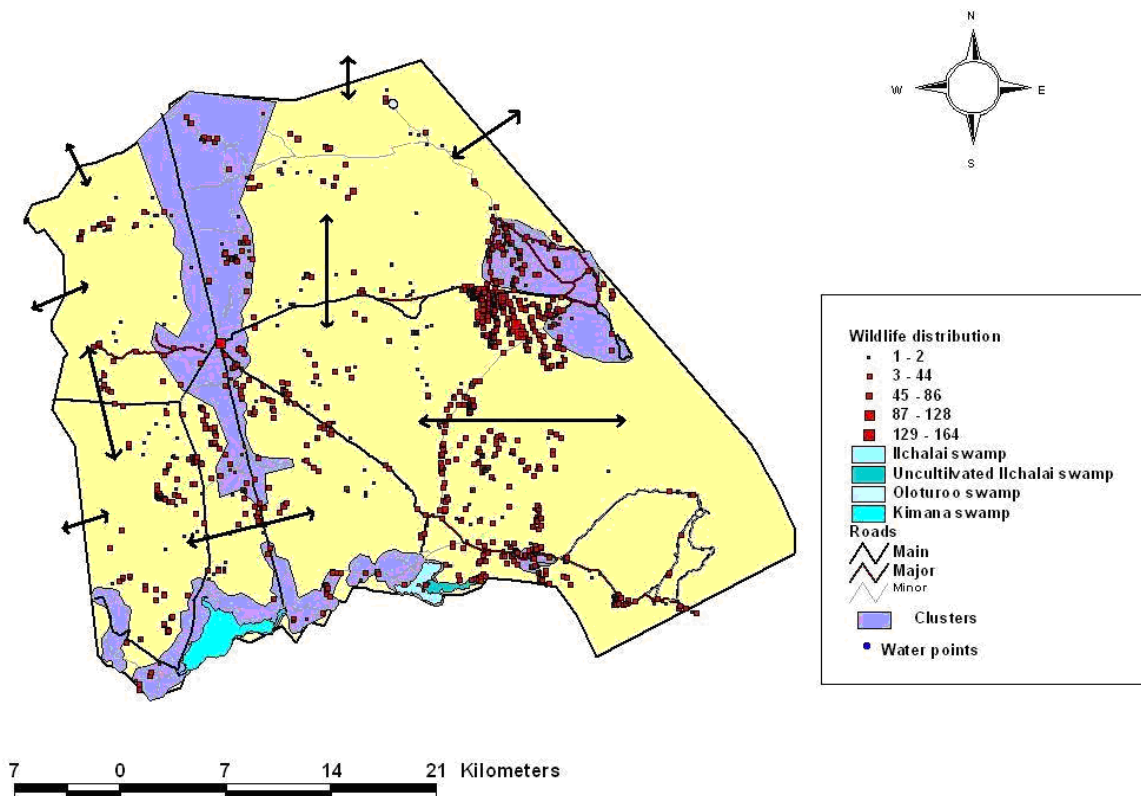 N
W E
S
Wildlife distribution
1 - 2
3 - 44
45 - 86
87 - 128
129 - 164
Ilchalai swamp
Uncultivated Ilchalai swamp
Oloturoo swamp
Kimana swamp
Roads
Main
Major
Minor
Clusters
Water points
7 0 7 14 21 Kilometers